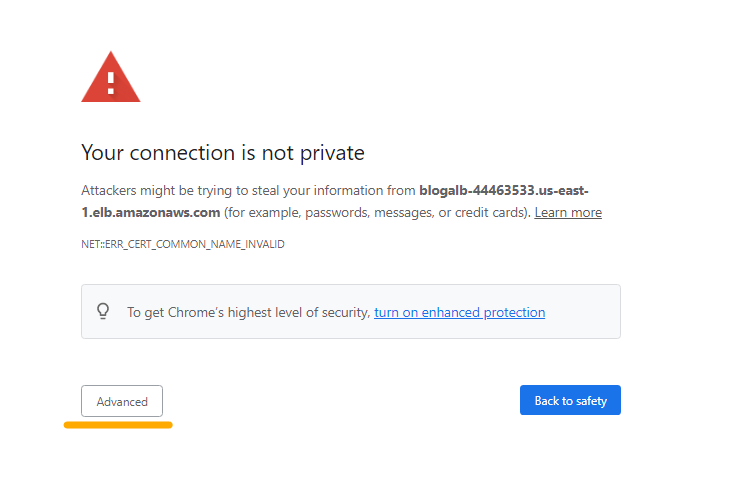 Your connection is not private
Attackers might be trying to steal your information from blogalb-44463533.us-east-
1.elb.amazonaws.com (for example, passwords, messages, or credit cards). Learn more
NET::ERR_CERT_COMMON_NAME_INVALID
To get Chrome's highest level of security, turn on enhanced protection
Advanced
Back to safety